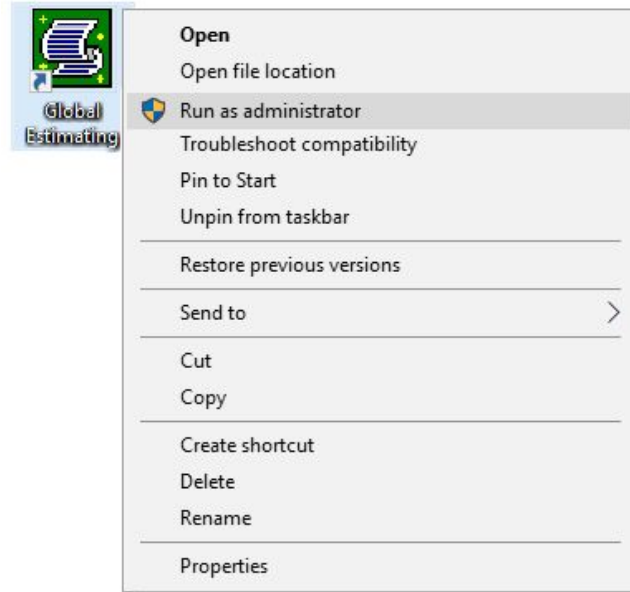 Global
Estimating
Open
Open file location
Run as administrator
Troubleshoot compatibility
Pin to Start
Unpin from taskbar
Restore previous versions
Send to
Cut
Copy
Create shortcut
Delete
Rename
Properties